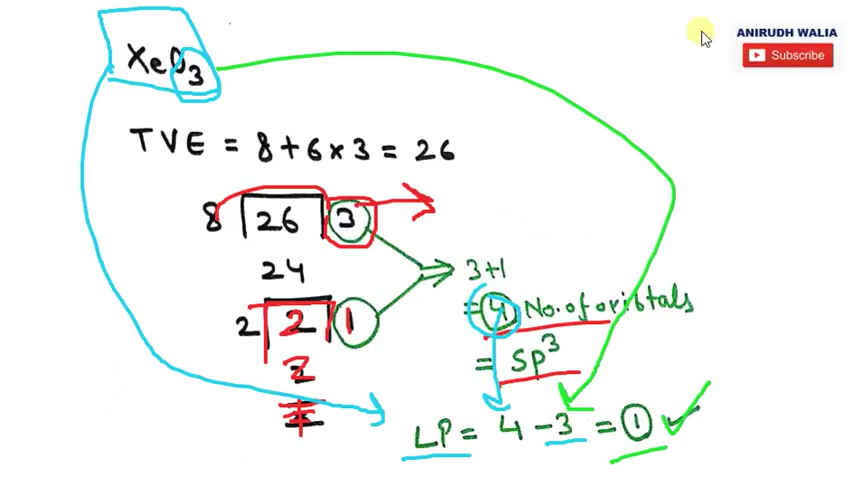 ANIRUDH WALIA
Subscribe
XeO3
TVE = 8+6×3 = 26
8 26 3
24
3+1
2 2 1
= 4 No. of oribtals
2
= SP³
LP = 4 - 3 = 1 ✓